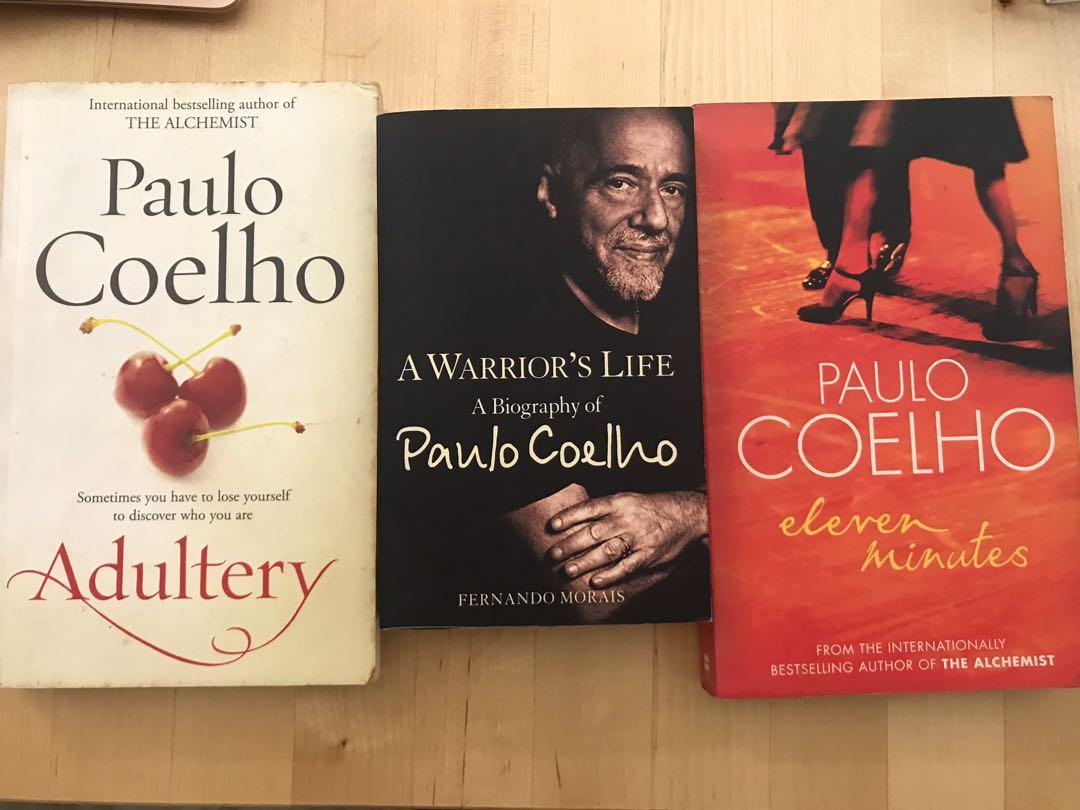 International bestselling author of
THE ALCHEMIST
Paulo
Coelho
Sometimes you have to lose yourself
to discover who you are
Adultery
A WARRIOR'S LIFE
A Biography of
Paulo Coelho
FERNANDO MORAIS
PAULO
COELHO
eleven
minutes
FROM THE INTERNATIONALLY
BESTSELLING AUTHOR OF THE ALCHEMIST